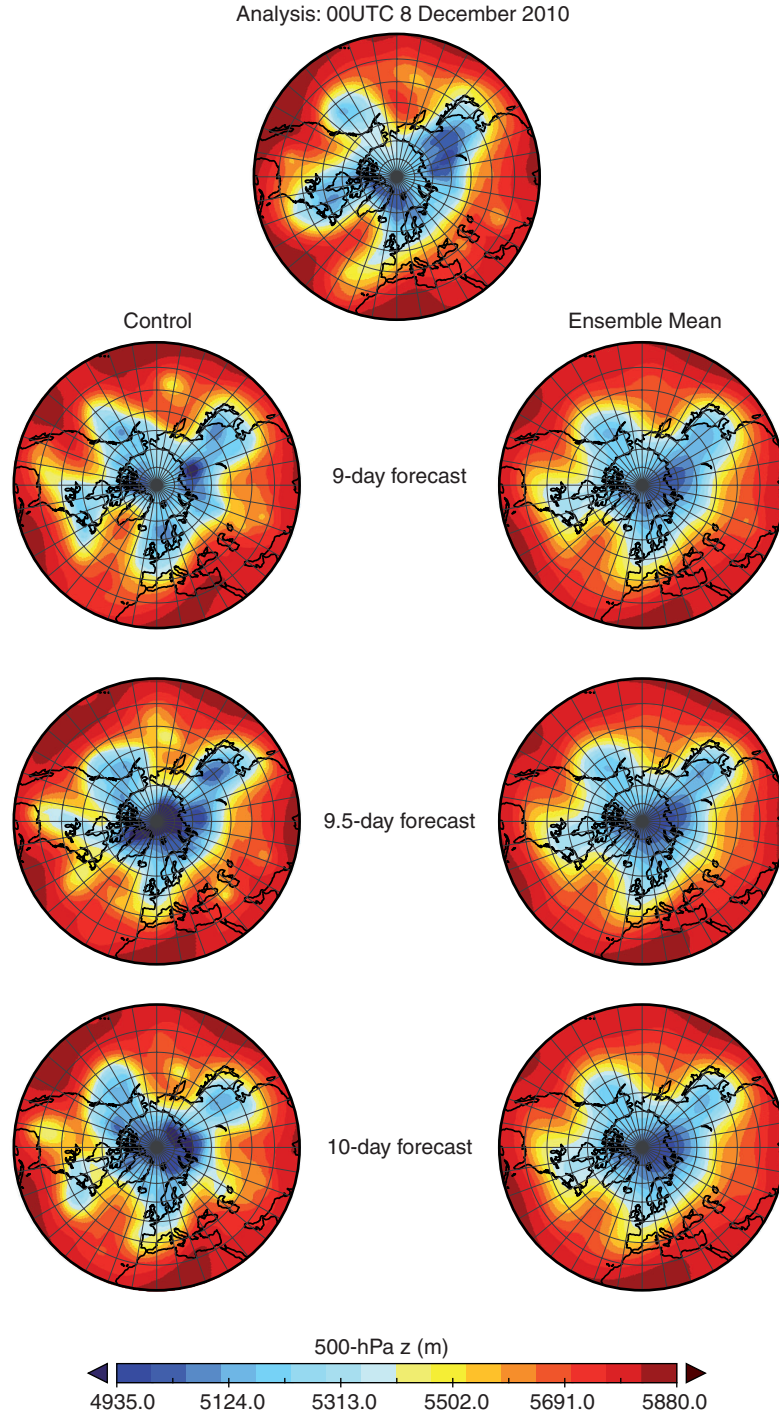 Analysis: 00UTC 8 December 2010
Control
Ensemble Mean
9-day forecast
9.5-day forecast
10-day forecast
500-hPa z (m)
4935.0 5124.0 5313.0 5502.0 5691.0 5880.0